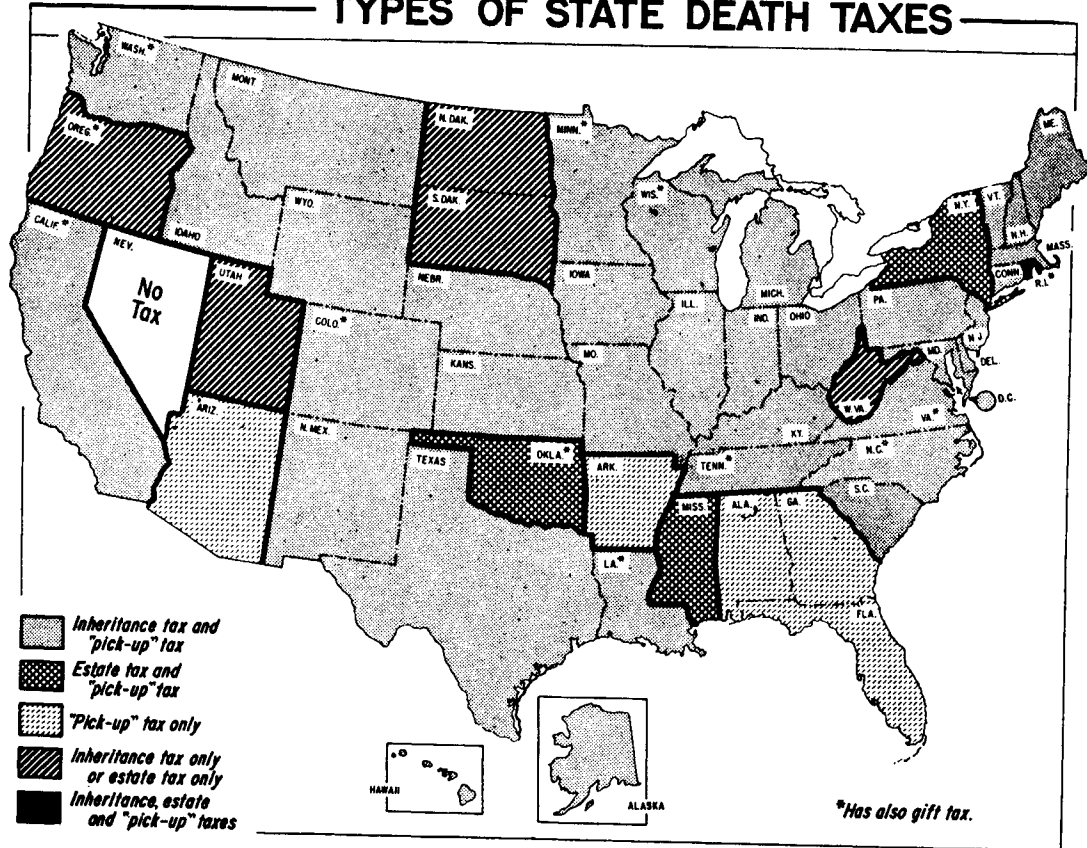 TYPES OF STATE DEATH TAXES
WASH.*
MONT
N. DAK.
MINN.*
ME.
OREG.*
S. DAK.
WIS.*
N.Y.
VT.
N.H.
MASS.
IDAHO
WYO.
CALIF*
NEV.
UTAH
NEBR.
IOWA
MICH.
CONN
R.I.*
No
Tax
COLO.*
ILL.
IND.
OHIO
PA.
N.J.
KANS.
MO.
MD.
DEL.
W.VA.
D.C.
ARIZ.
N.MEX.
KY.
VA.*
TEXAS
OKLA.*
ARK.
TENN.*
N.C.*
S.C.
MISS.
ALA.
GA
LA.*
FLA.
Inheritance tax and
"pick-up" tax
Estate tax and
"pick-up" tax
"Pick-up" tax only
Inheritance tax only
or estate tax only
Inheritance, estate
and "pick-up" taxes
HAWAII
ALASKA
*Has also gift tax.